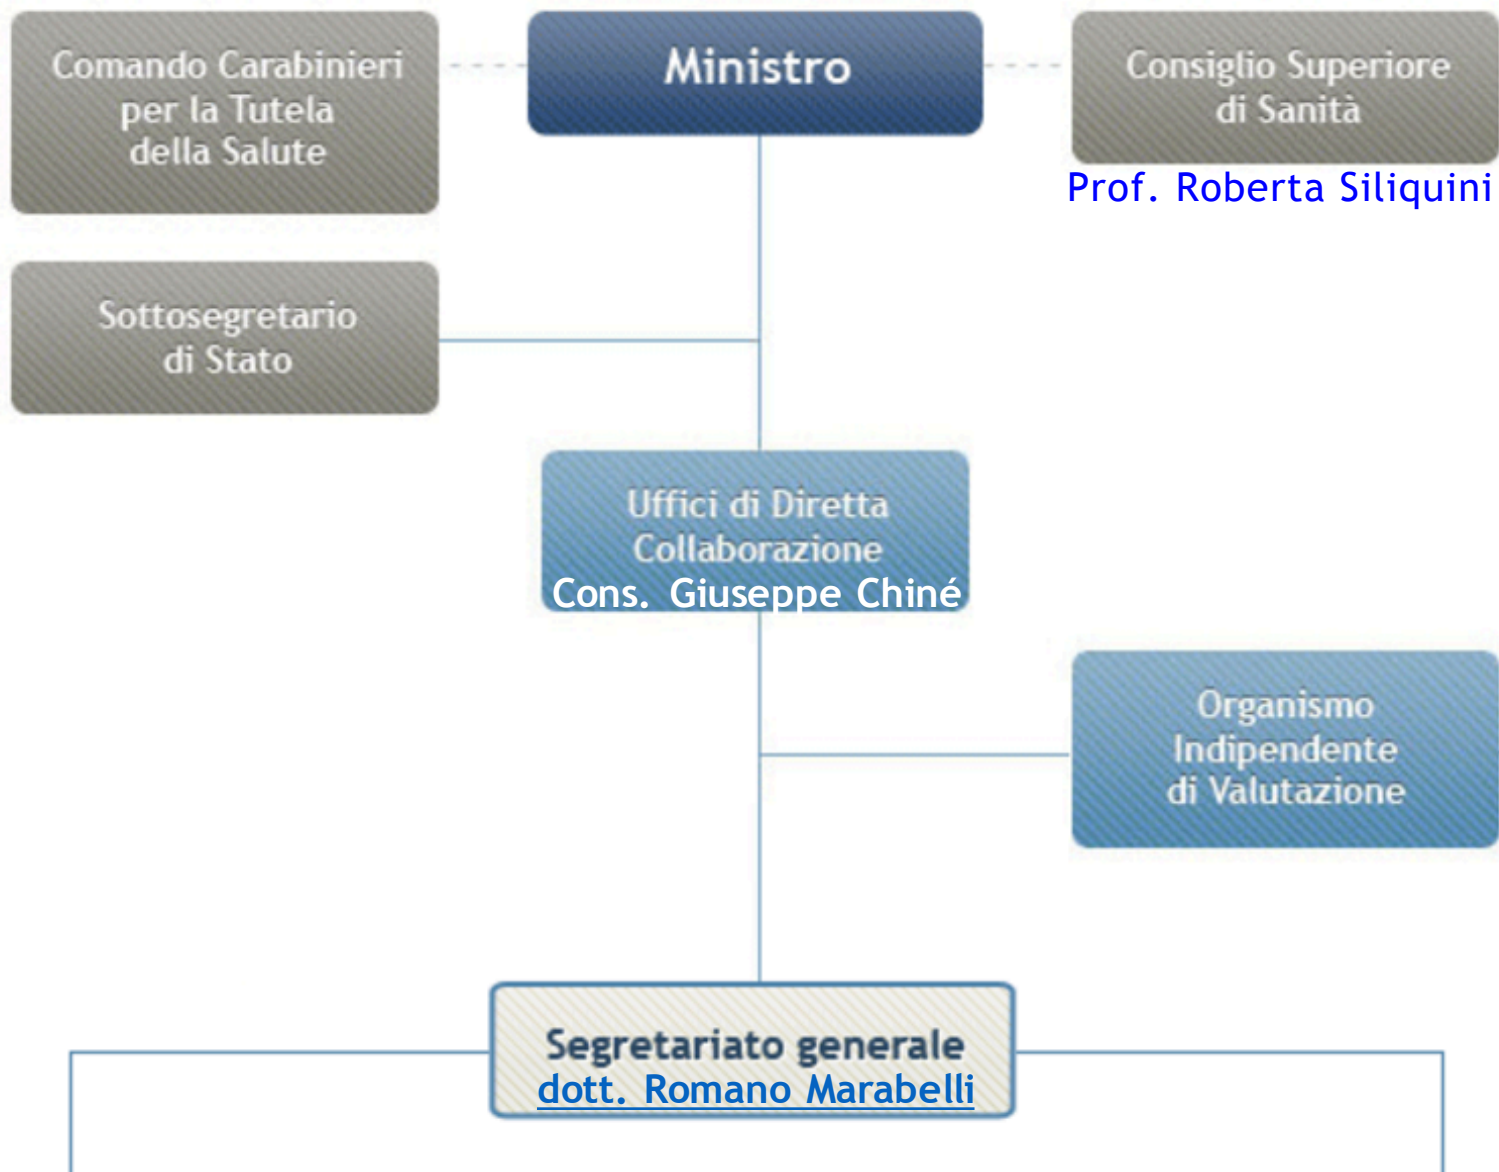 Comando Carabinieri
per la Tutela
della Salute
Ministro
Consiglio Superiore
di Sanità
Prof. Roberta Siliquini
Sottosegretario
di Stato
Uffici di Diretta
Collaborazione
Cons. Giuseppe Chiné
Organismo
Indipendente
di Valutazione
Segretariato generale
dott. Romano Marabelli